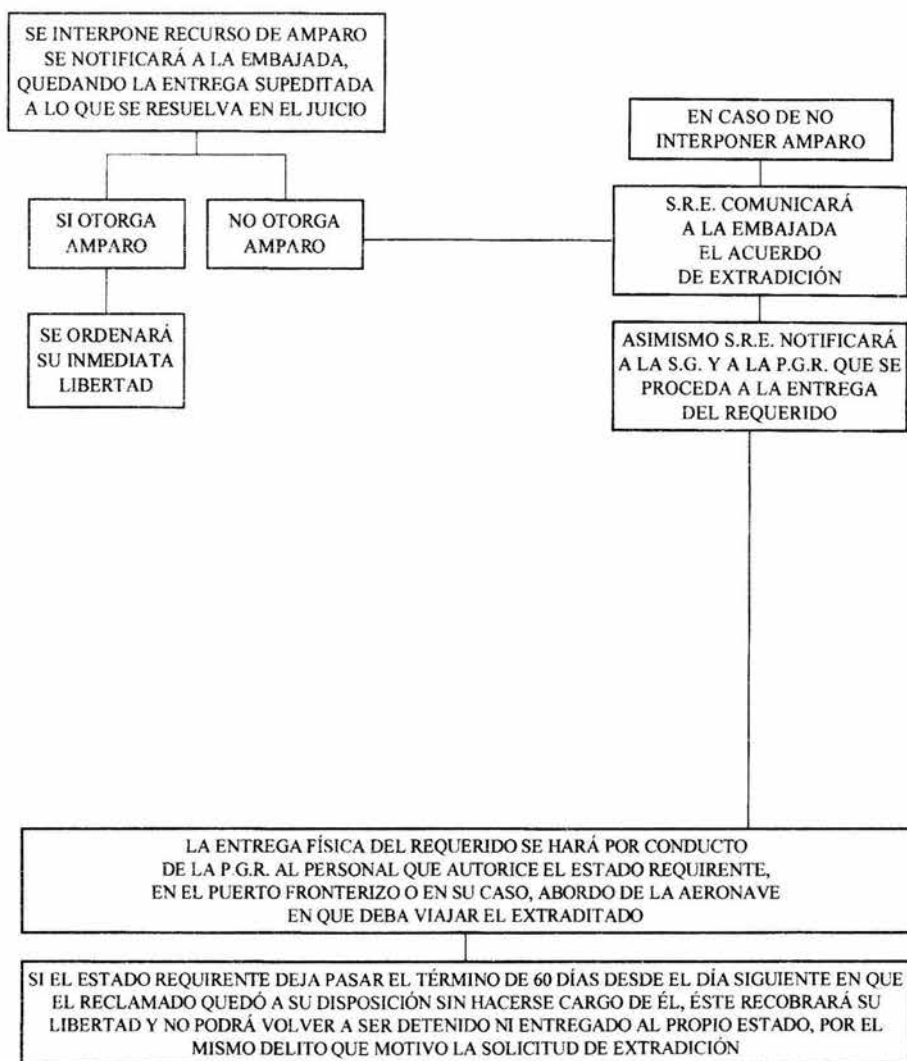 SE INTERPONE RECURSO DE AMPARO
SE NOTIFICARÁ A LA EMBAJADA,
QUEDANDO LA ENTREGA SUPEDITADA
A LO QUE SE RESUELVA EN EL JUICIO
EN CASO DE NO
INTERPONER AMPARO
SI OTORGA
AMPARO
NO OTORGA
AMPARO
S.R.E. COMUNICARÁ
A LA EMBAJADA
EL ACUERDO
DE EXTRADICIÓN
SE ORDENARÁ
SU INMEDIATA
LIBERTAD
ASIMISMO S.R.E. NOTIFICARÁ
A LA S.G. Y A LA P.G.R. QUE SE
PROCEDA A LA ENTREGA
DEL REQUERIDO
LA ENTREGA FÍSICA DEL REQUERIDO SE HARÁ POR CONDUCTO
DE LA P.G.R. AL PERSONAL QUE AUTORICE EL ESTADO REQUIRENTE,
EN EL PUERTO FRONTERIZO O EN SU CASO, ABORDO DE LA AERONAVE
EN QUE DEBA VIAJAR EL EXTRADITADO
SI EL ESTADO REQUIRENTE DEJA PASAR EL TÉRMINO DE 60 DÍAS DESDE EL DÍA SIGUIENTE EN QUE
EL RECLAMADO QUEDÓ A SU DISPOSICIÓN SIN HACERSE CARGO DE ÉL, ÉSTE RECOBRARÁ SU
LIBERTAD Y NO PODRÁ VOLVER A SER DETENIDO NI ENTREGADO AL PROPIO ESTADO, POR EL
MISMO DELITO QUE MOTIVO LA SOLICITUD DE EXTRADICIÓN